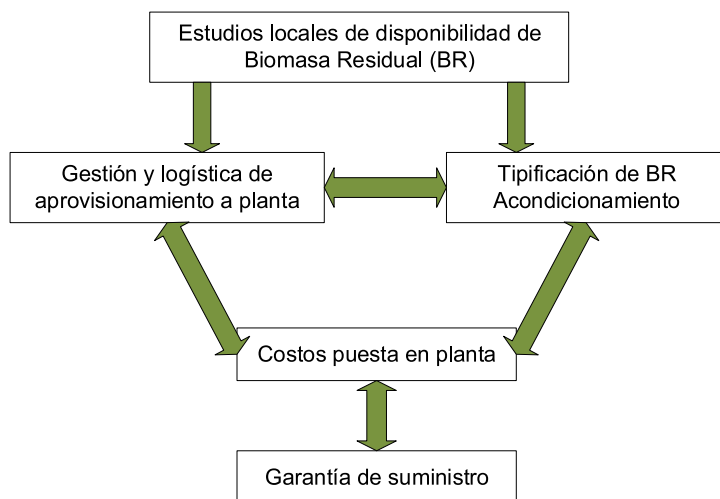 Estudios locales de disponibilidad de
Biomasa Residual (BR)
Gestión y logística de
aprovisionamiento a planta
Tipificación de BR
Acondicionamiento
Costos puesta en planta
Garantía de suministro